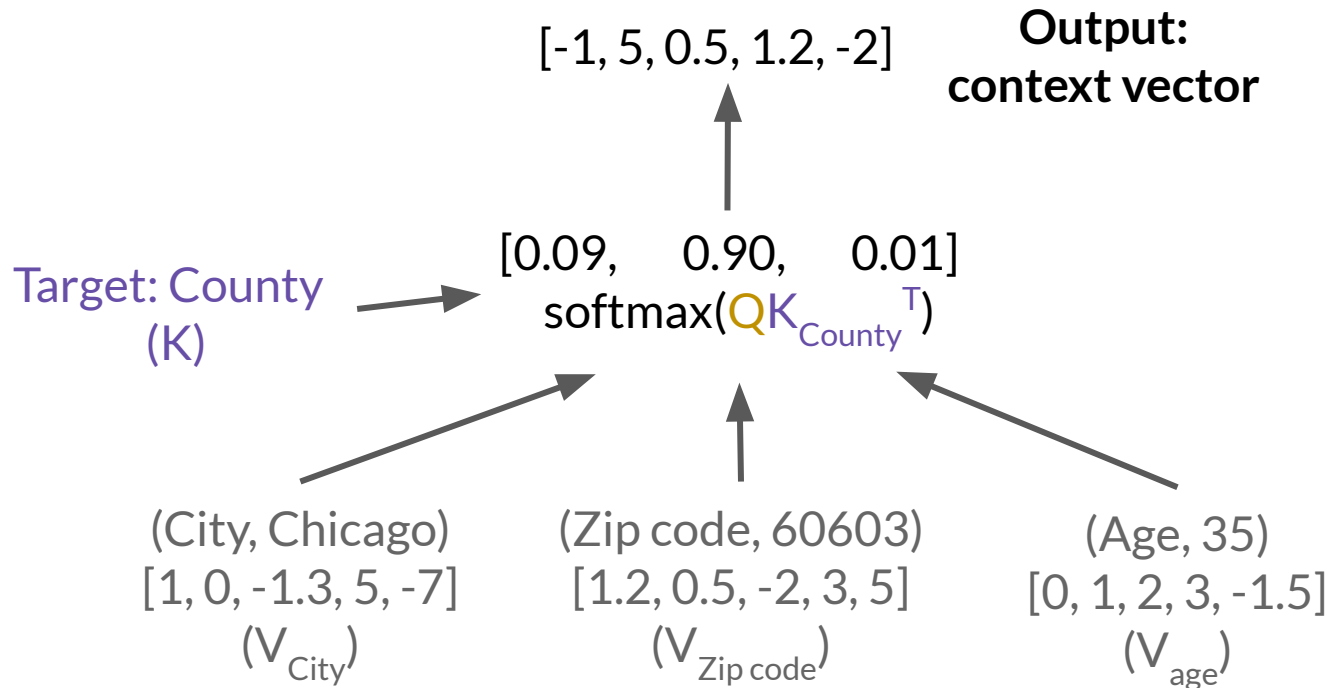 [-1, 5, 0.5, 1.2, -2]
Output:
context vector
[0.09, 0.90, 0.01]
softmax(QK_County^T)
Target: County
(K)
(City, Chicago)
[1, 0, -1.3, 5, -7]
(V_City)
(Zip code, 60603)
[1.2, 0.5, -2, 3, 5]
(V_Zip code)
(Age, 35)
[0, 1, 2, 3, -1.5]
(V_age)